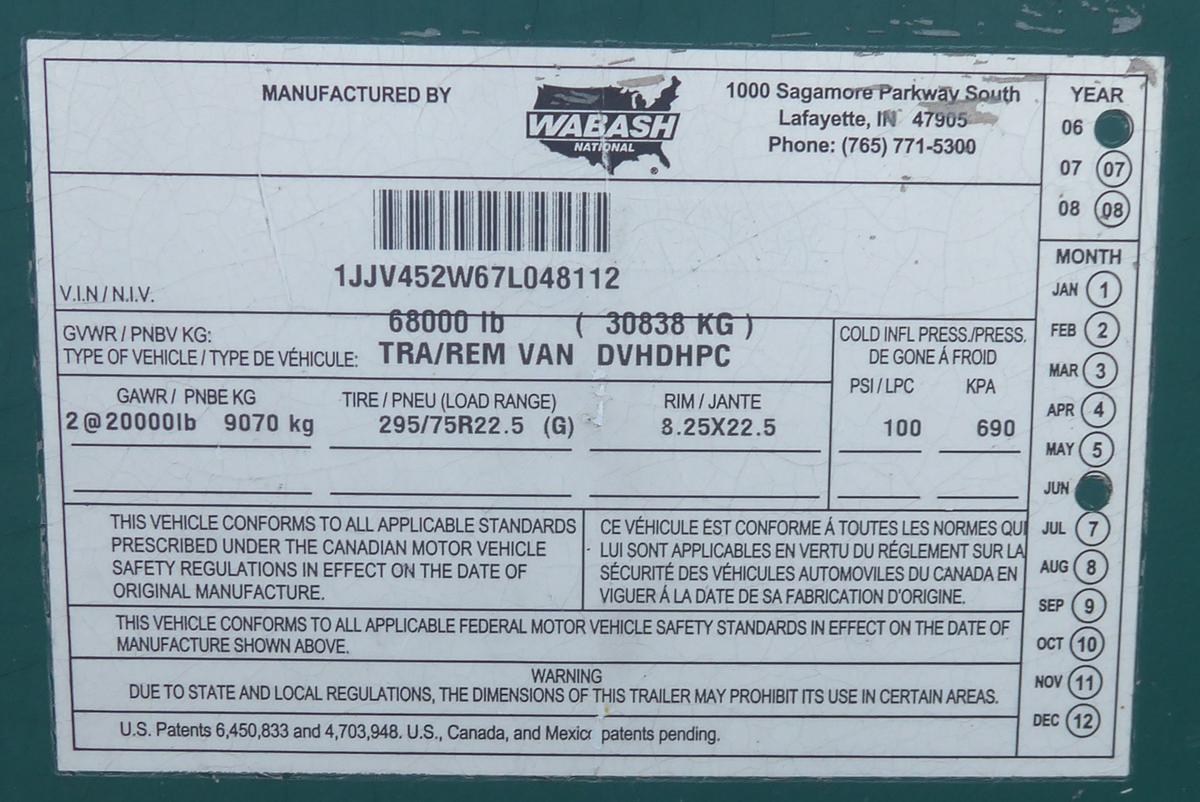 MANUFACTURED BY
WABASH
NATIONAL
®
1000 Sagamore Parkway South
Lafayette, IN 47905
Phone: (765) 771-5300
YEAR
06
07 07
08 08
1JJV452W67L048112
V.I.N / N.I.V.
GVWR / PNBV KG: 68000 lb ( 30838 KG )
TYPE OF VEHICLE / TYPE DE VÉHICULE: TRA/REM VAN DVHDHPC
COLD INFL PRESS./PRESS.
DE GONE Á FROID
PSI / LPC KPA
100 690
GAWR / PNBE KG TIRE / PNEU (LOAD RANGE) RIM / JANTE
2@20000lb 9070 kg 295/75R22.5 (G) 8.25X22.5
MONTH
JAN 1
FEB 2
MAR 3
APR 4
MAY 5
JUN
JUL 7
AUG 8
SEP 9
OCT 10
NOV 11
DEC 12
THIS VEHICLE CONFORMS TO ALL APPLICABLE STANDARDS
PRESCRIBED UNDER THE CANADIAN MOTOR VEHICLE
SAFETY REGULATIONS IN EFFECT ON THE DATE OF
ORIGINAL MANUFACTURE.
CE VÉHICULE EST CONFORME Á TOUTES LES NORMES QUI
LUI SONT APPLICABLES EN VERTU DU RÉGLEMENT SUR LA
SÉCURITÉ DES VÉHICULES AUTOMOVILES DU CANADA EN
VIGUER Á LA DATE DE SA FABRICATION D'ORIGINE.
THIS VEHICLE CONFORMS TO ALL APPLICABLE FEDERAL MOTOR VEHICLE SAFETY STANDARDS IN EFFECT ON THE DATE OF
MANUFACTURE SHOWN ABOVE.
WARNING
DUE TO STATE AND LOCAL REGULATIONS, THE DIMENSIONS OF THIS TRAILER MAY PROHIBIT ITS USE IN CERTAIN AREAS.
U.S. Patents 6,450,833 and 4,703,948. U.S., Canada, and Mexico patents pending.